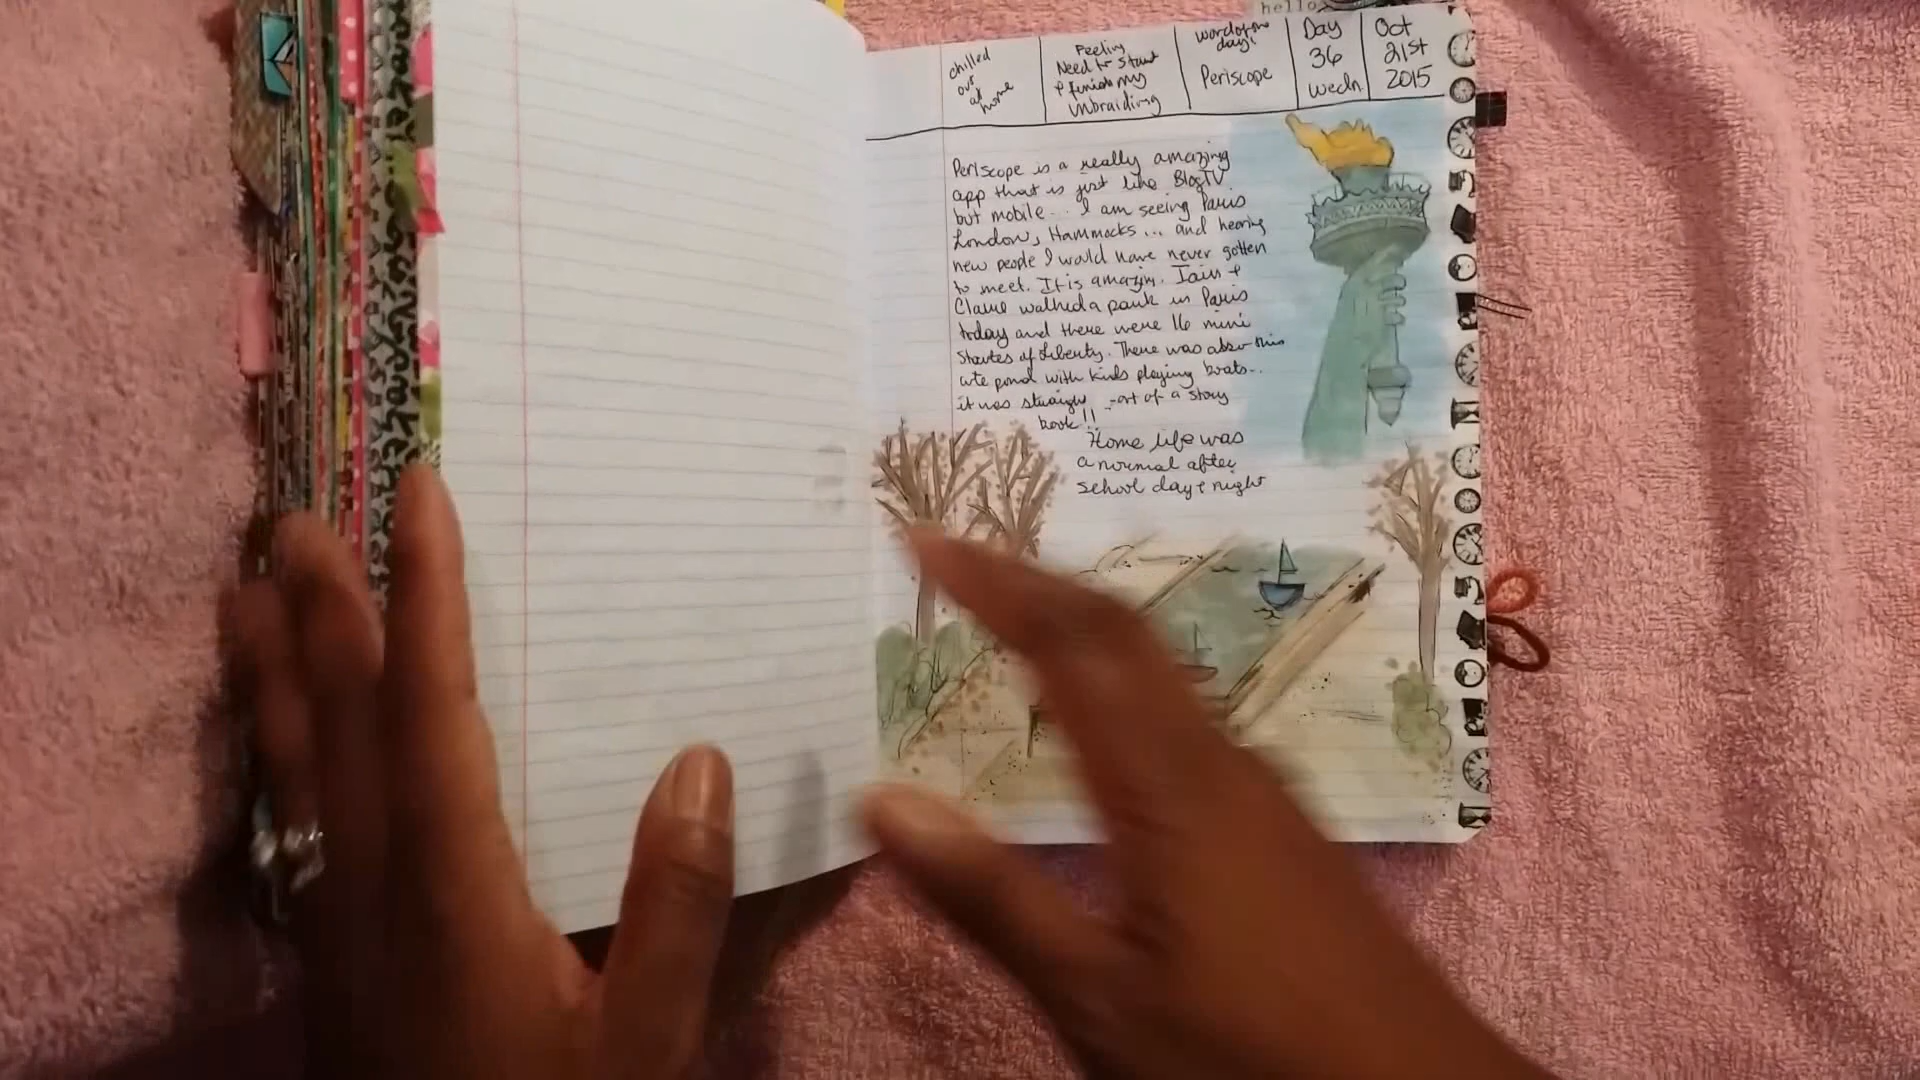 hello
chilled
out
at
home
Feeling
Need to start
& finish my
unbraiding
word of the
day!
Periscope
Day
36
wedn
Oct
21st
2015
Periscope is a really amazing
app that is just like BlogTV
but mobile... I am seeing Paris
London, Hammocks... and hearing
new people I would have never gotten
to meet. It is amazing. Iain +
Claire walked a park in Paris
today and there were 16 mini
Statues of Liberty. There was also this
cute pond with kids playing boats..
it was straight out of a story
book!!
Home life was
a normal after
school day & night